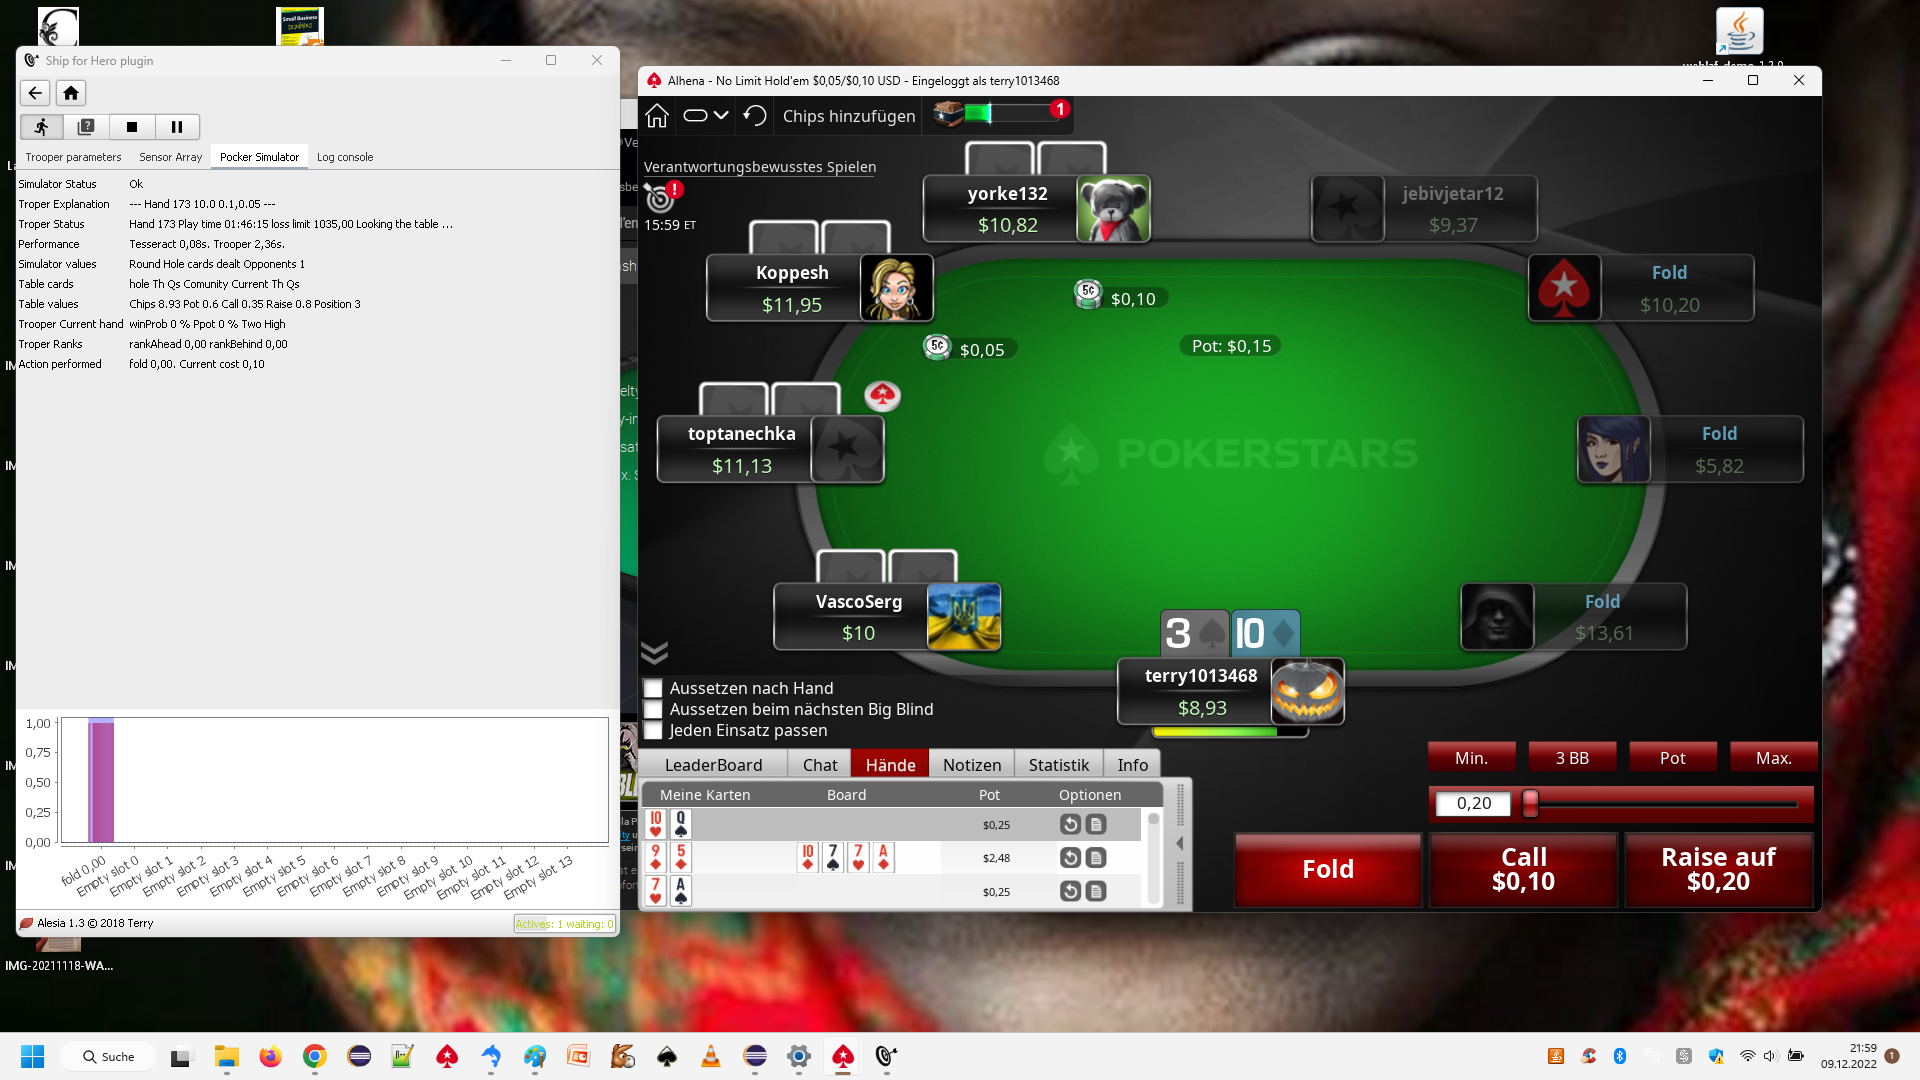 Small Business
DUMMIES
Ship for Hero plugin
Trooper parameters
Sensor Array
Pocker Simulator
Log console
Simulator Status Ok
Troper Explanation --- Hand 173 10.0 0.1,0.05 ---
Troper Status Hand 173 Play time 01:46:15 loss limit 1035,00 Looking the table ...
Performance Tesseract 0,08s. Trooper 2,36s.
Simulator values Round Hole cards dealt Opponents 1
Table cards hole Th Qs Comunity Current Th Qs
Table values Chips 8.93 Pot 0.6 Call 0.35 Raise 0.8 Position 3
Trooper Current hand winProb 0 % Ppot 0 % Two High
Troper Ranks rankAhead 0,00 rankBehind 0,00
Action performed fold 0,00. Current cost 0,10
1,00
0,75
0,50
0,25
0,00
fold 0,00
Empty slot 0
Empty slot 1
Empty slot 2
Empty slot 3
Empty slot 4
Empty slot 5
Empty slot 6
Empty slot 7
Empty slot 8
Empty slot 9
Empty slot 10
Empty slot 11
Empty slot 12
Empty slot 13
Alesia 1.3 © 2018 Terry
Actives: 1 waiting: 0
IMG-20211118-WA...
Alhena - No Limit Hold'em $0,05/$0,10 USD - Eingeloggt als terry1013468
Chips hinzufügen
1
Verantwortungsbewusstes Spielen
!
15:59 ET
yorke132
$10,82
jebivjetar12
$9,37
Koppesh
$11,95
Fold
$10,20
5¢ $0,10
5¢ $0,05
Pot: $0,15
toptanechka
$11,13
POKERSTARS
Fold
$5,82
VascoSerg
$10
3 10
Fold
$13,61
terry1013468
$8,93
Aussetzen nach Hand
Aussetzen beim nächsten Big Blind
Jeden Einsatz passen
LeaderBoard Chat Hände Notizen Statistik Info
Meine Karten Board Pot Optionen
10 Q $0,25
9 5 10 7 7 A $2,48
7 A $0,25
Min. 3 BB Pot Max.
0,20
Fold
Call
$0,10
Raise auf
$0,20
Suche
21:59
09.12.2022
1